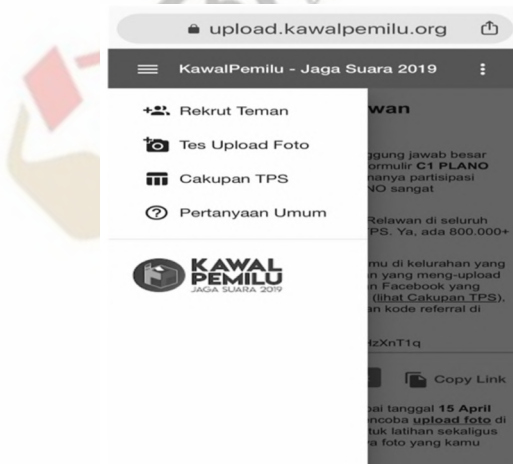 upload.kawalpemilu.org
KawalPemilu - Jaga Suara 2019
Rekrut Teman
Tes Upload Foto
Cakupan TPS
Pertanyaan Umum
KAWAL
PEMILU
JAGA SUARA 2019
wan
ggung jawab besar
ormulir C1 PLANO
nanya partisipasi
NO sangat
Relawan di seluruh
TPS. Ya, ada 800.000+
mu di kelurahan yang
n yang meng-upload
n Facebook yang
(lihat Cakupan TPS).
an kode referral di
HzXnT1q
Copy Link
pai tanggal 15 April
encoba upload foto di
tuk latihan sekaligus
a foto yang kamu